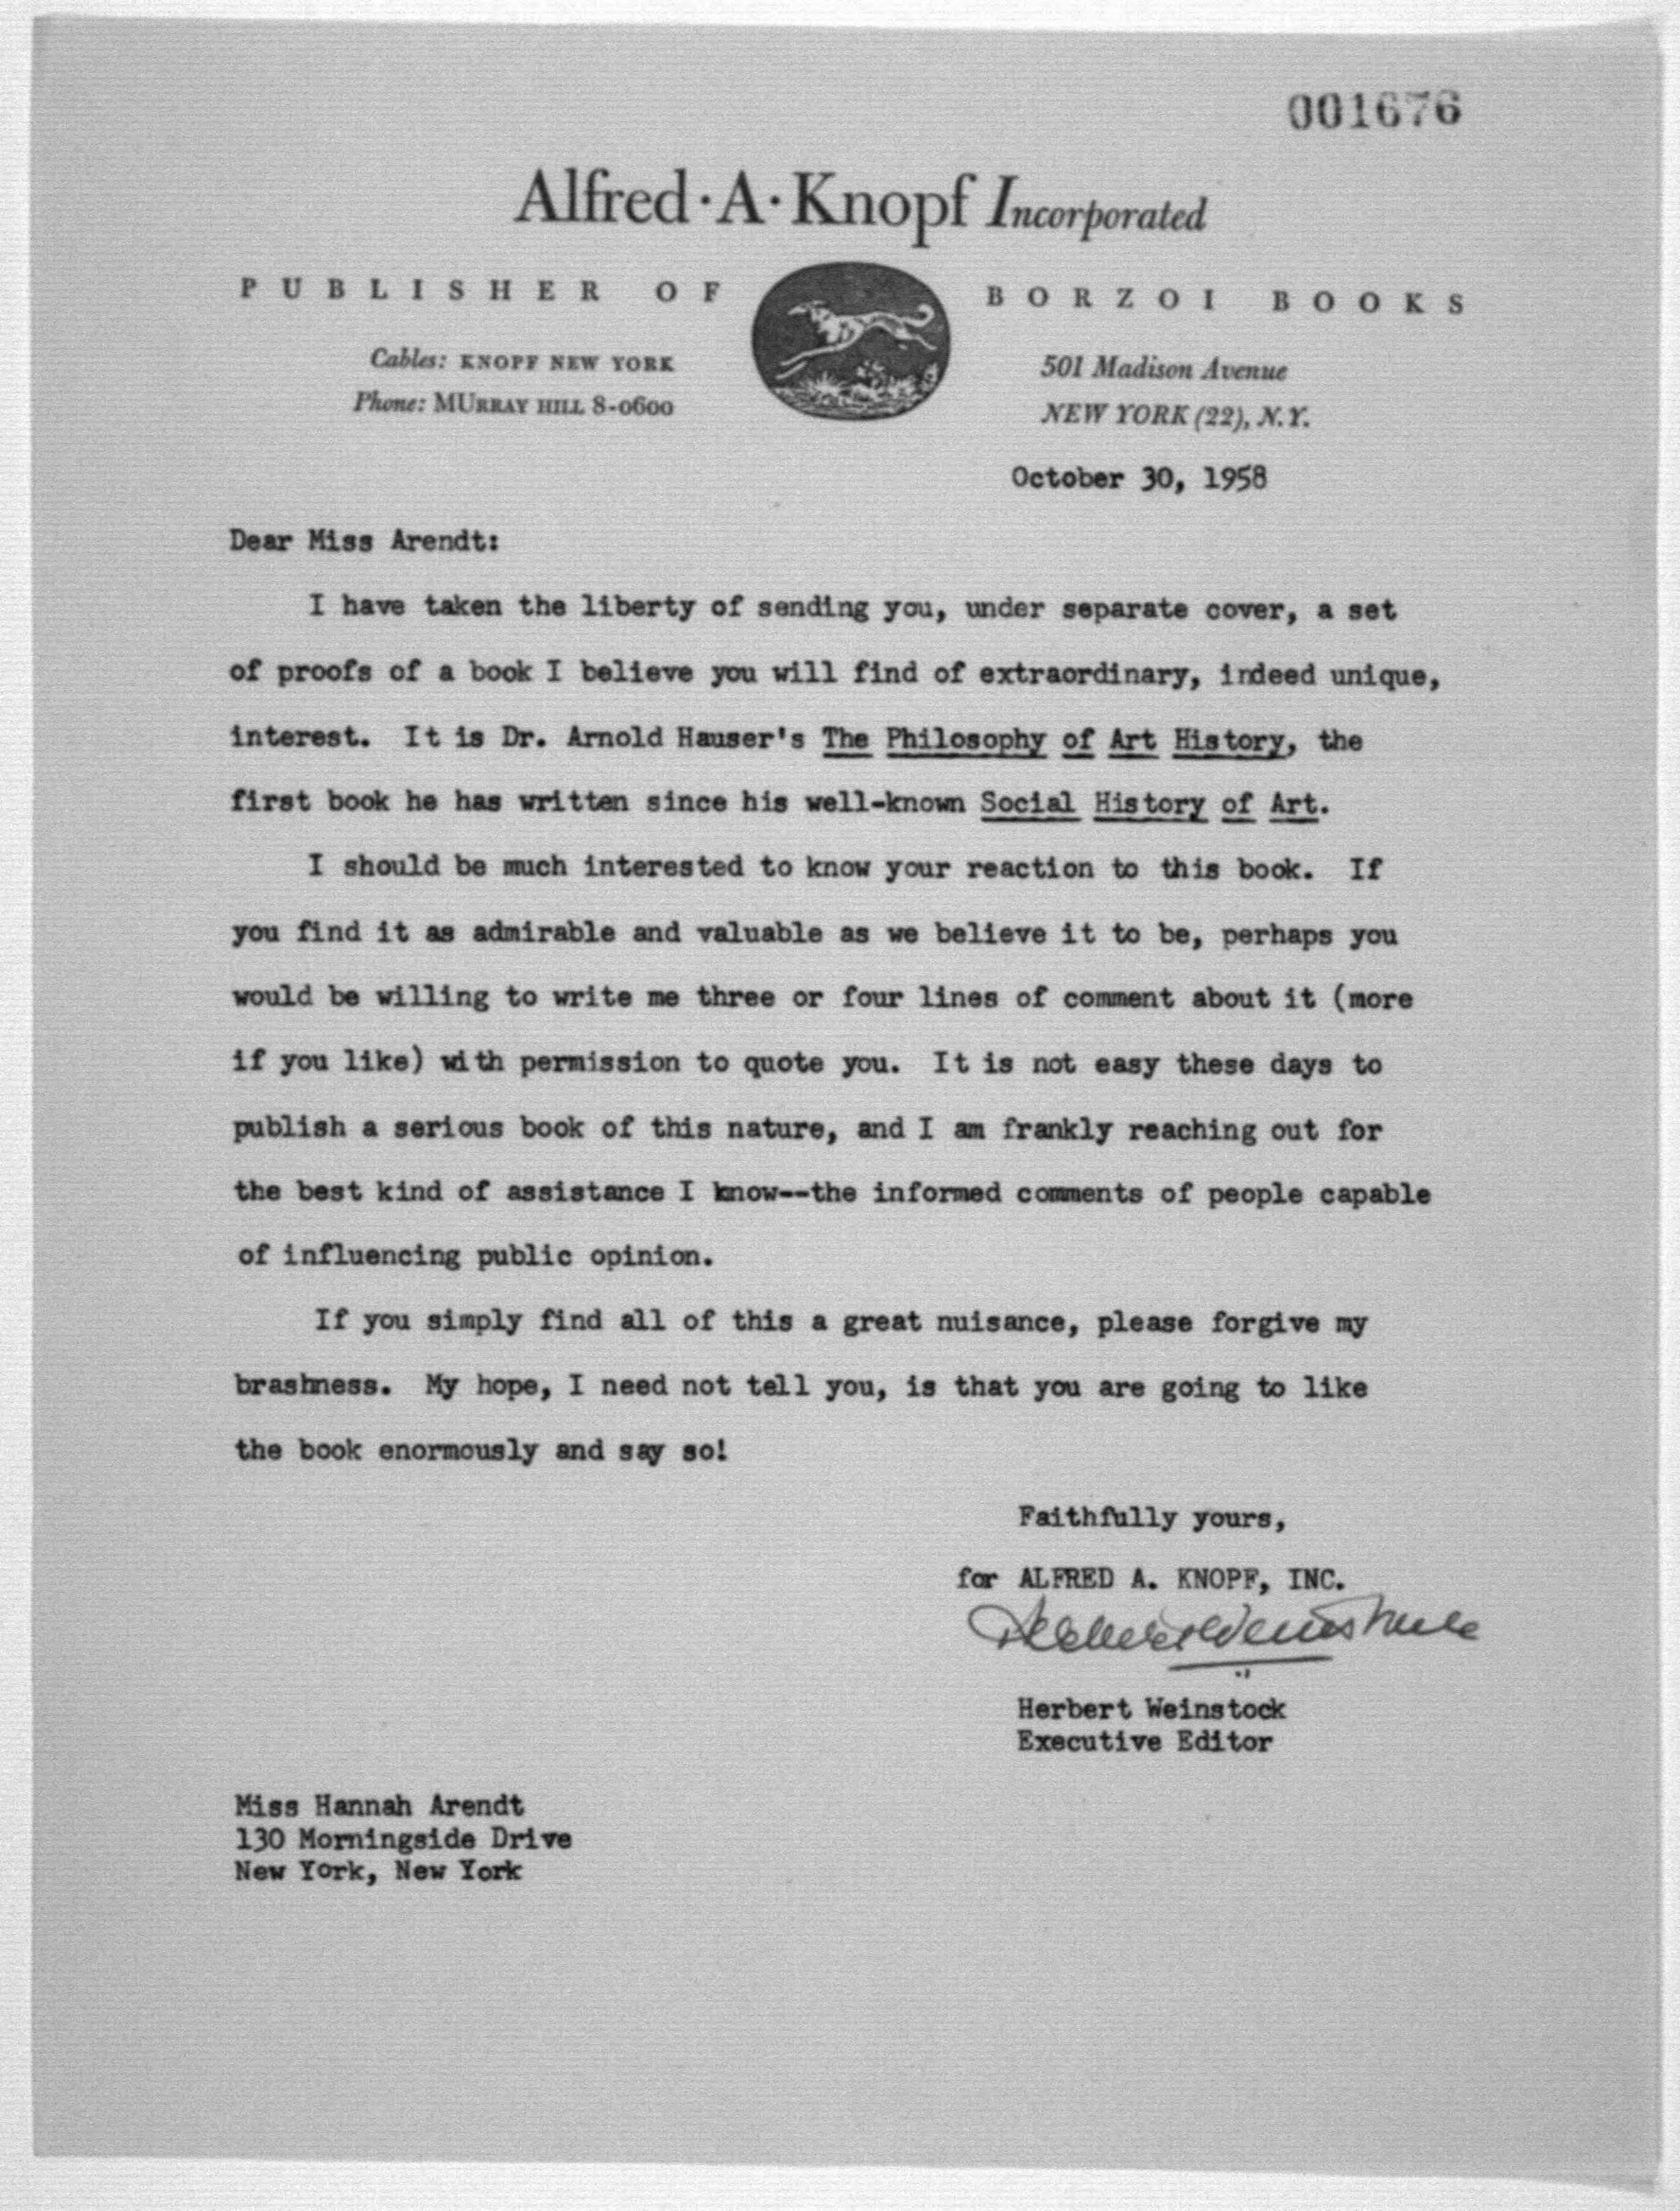 001676
Alfred·A·Knopf Incorporated
PUBLISHER OF BORZOI BOOKS
Cables: KNOPF NEW YORK
Phone: MURRAY HILL 8-0600
501 Madison Avenue
NEW YORK (22), N.Y.
October 30, 1958
Dear Miss Arendt:
I have taken the liberty of sending you, under separate cover, a set
of proofs of a book I believe you will find of extraordinary, indeed unique,
interest. It is Dr. Arnold Hauser's The Philosophy of Art History, the
first book he has written since his well-known Social History of Art.
I should be much interested to know your reaction to this book. If
you find it as admirable and valuable as we believe it to be, perhaps you
would be willing to write me three or four lines of comment about it (more
if you like) with permission to quote you. It is not easy these days to
publish a serious book of this nature, and I am frankly reaching out for
the best kind of assistance I know--the informed comments of people capable
of influencing public opinion.
If you simply find all of this a great nuisance, please forgive my
brashness. My hope, I need not tell you, is that you are going to like
the book enormously and say so!
Faithfully yours,
for ALFRED A. KNOPF, INC.
Herbert Weinstock
Herbert Weinstock
Executive Editor
Miss Hannah Arendt
130 Morningside Drive
New York, New York